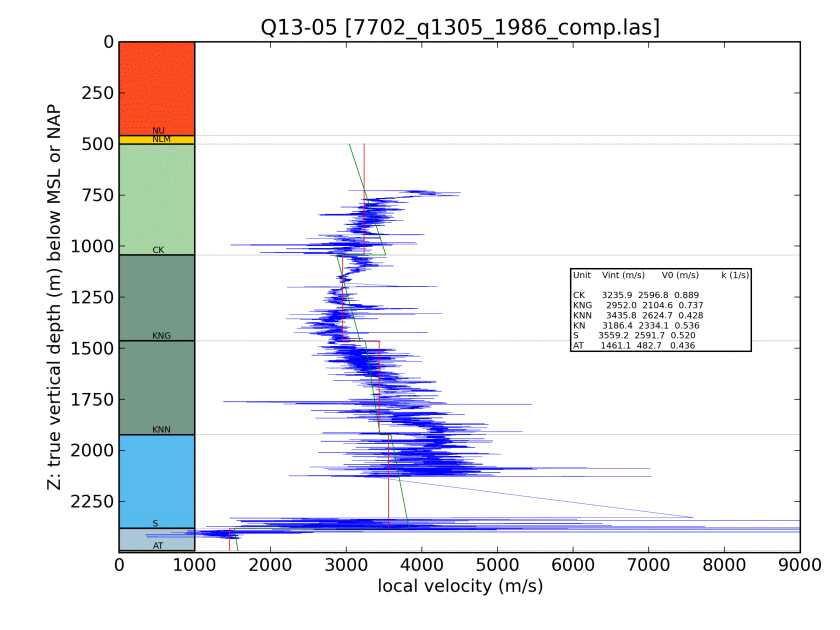 Q13-05 [7702_q1305_1986_comp.las]
Z: true vertical depth (m) below MSL or NAP
0
250
500
750
1000
1250
1500
1750
2000
2250
NU
NLM
CK
KNG
KNN
S
AT
Unit Vint (m/s) V0 (m/s) k (1/s)
CK 3235.9 2596.8 0.889
KNG 2952.0 2104.6 0.737
KNN 3435.8 2624.7 0.428
KN 3186.4 2334.1 0.536
S 3559.2 2591.7 0.520
AT 1461.1 482.7 0.436
0 1000 2000 3000 4000 5000 6000 7000 8000 9000
local velocity (m/s)